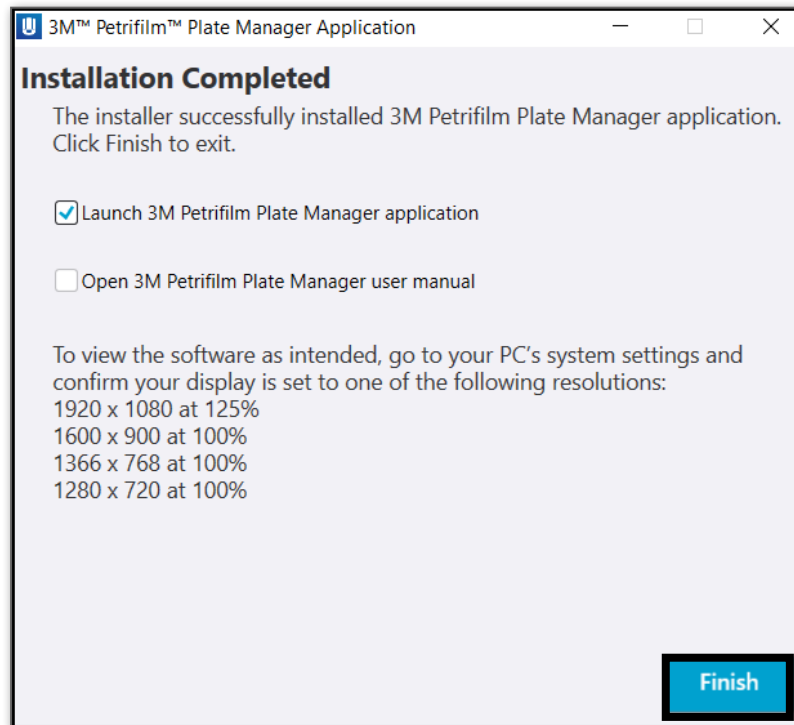 3M™ Petrifilm™ Plate Manager Application
Installation Completed
The installer successfully installed 3M Petrifilm Plate Manager application.
Click Finish to exit.
Launch 3M Petrifilm Plate Manager application
Open 3M Petrifilm Plate Manager user manual
To view the software as intended, go to your PC's system settings and
confirm your display is set to one of the following resolutions:
1920 x 1080 at 125%
1600 x 900 at 100%
1366 x 768 at 100%
1280 x 720 at 100%
Finish